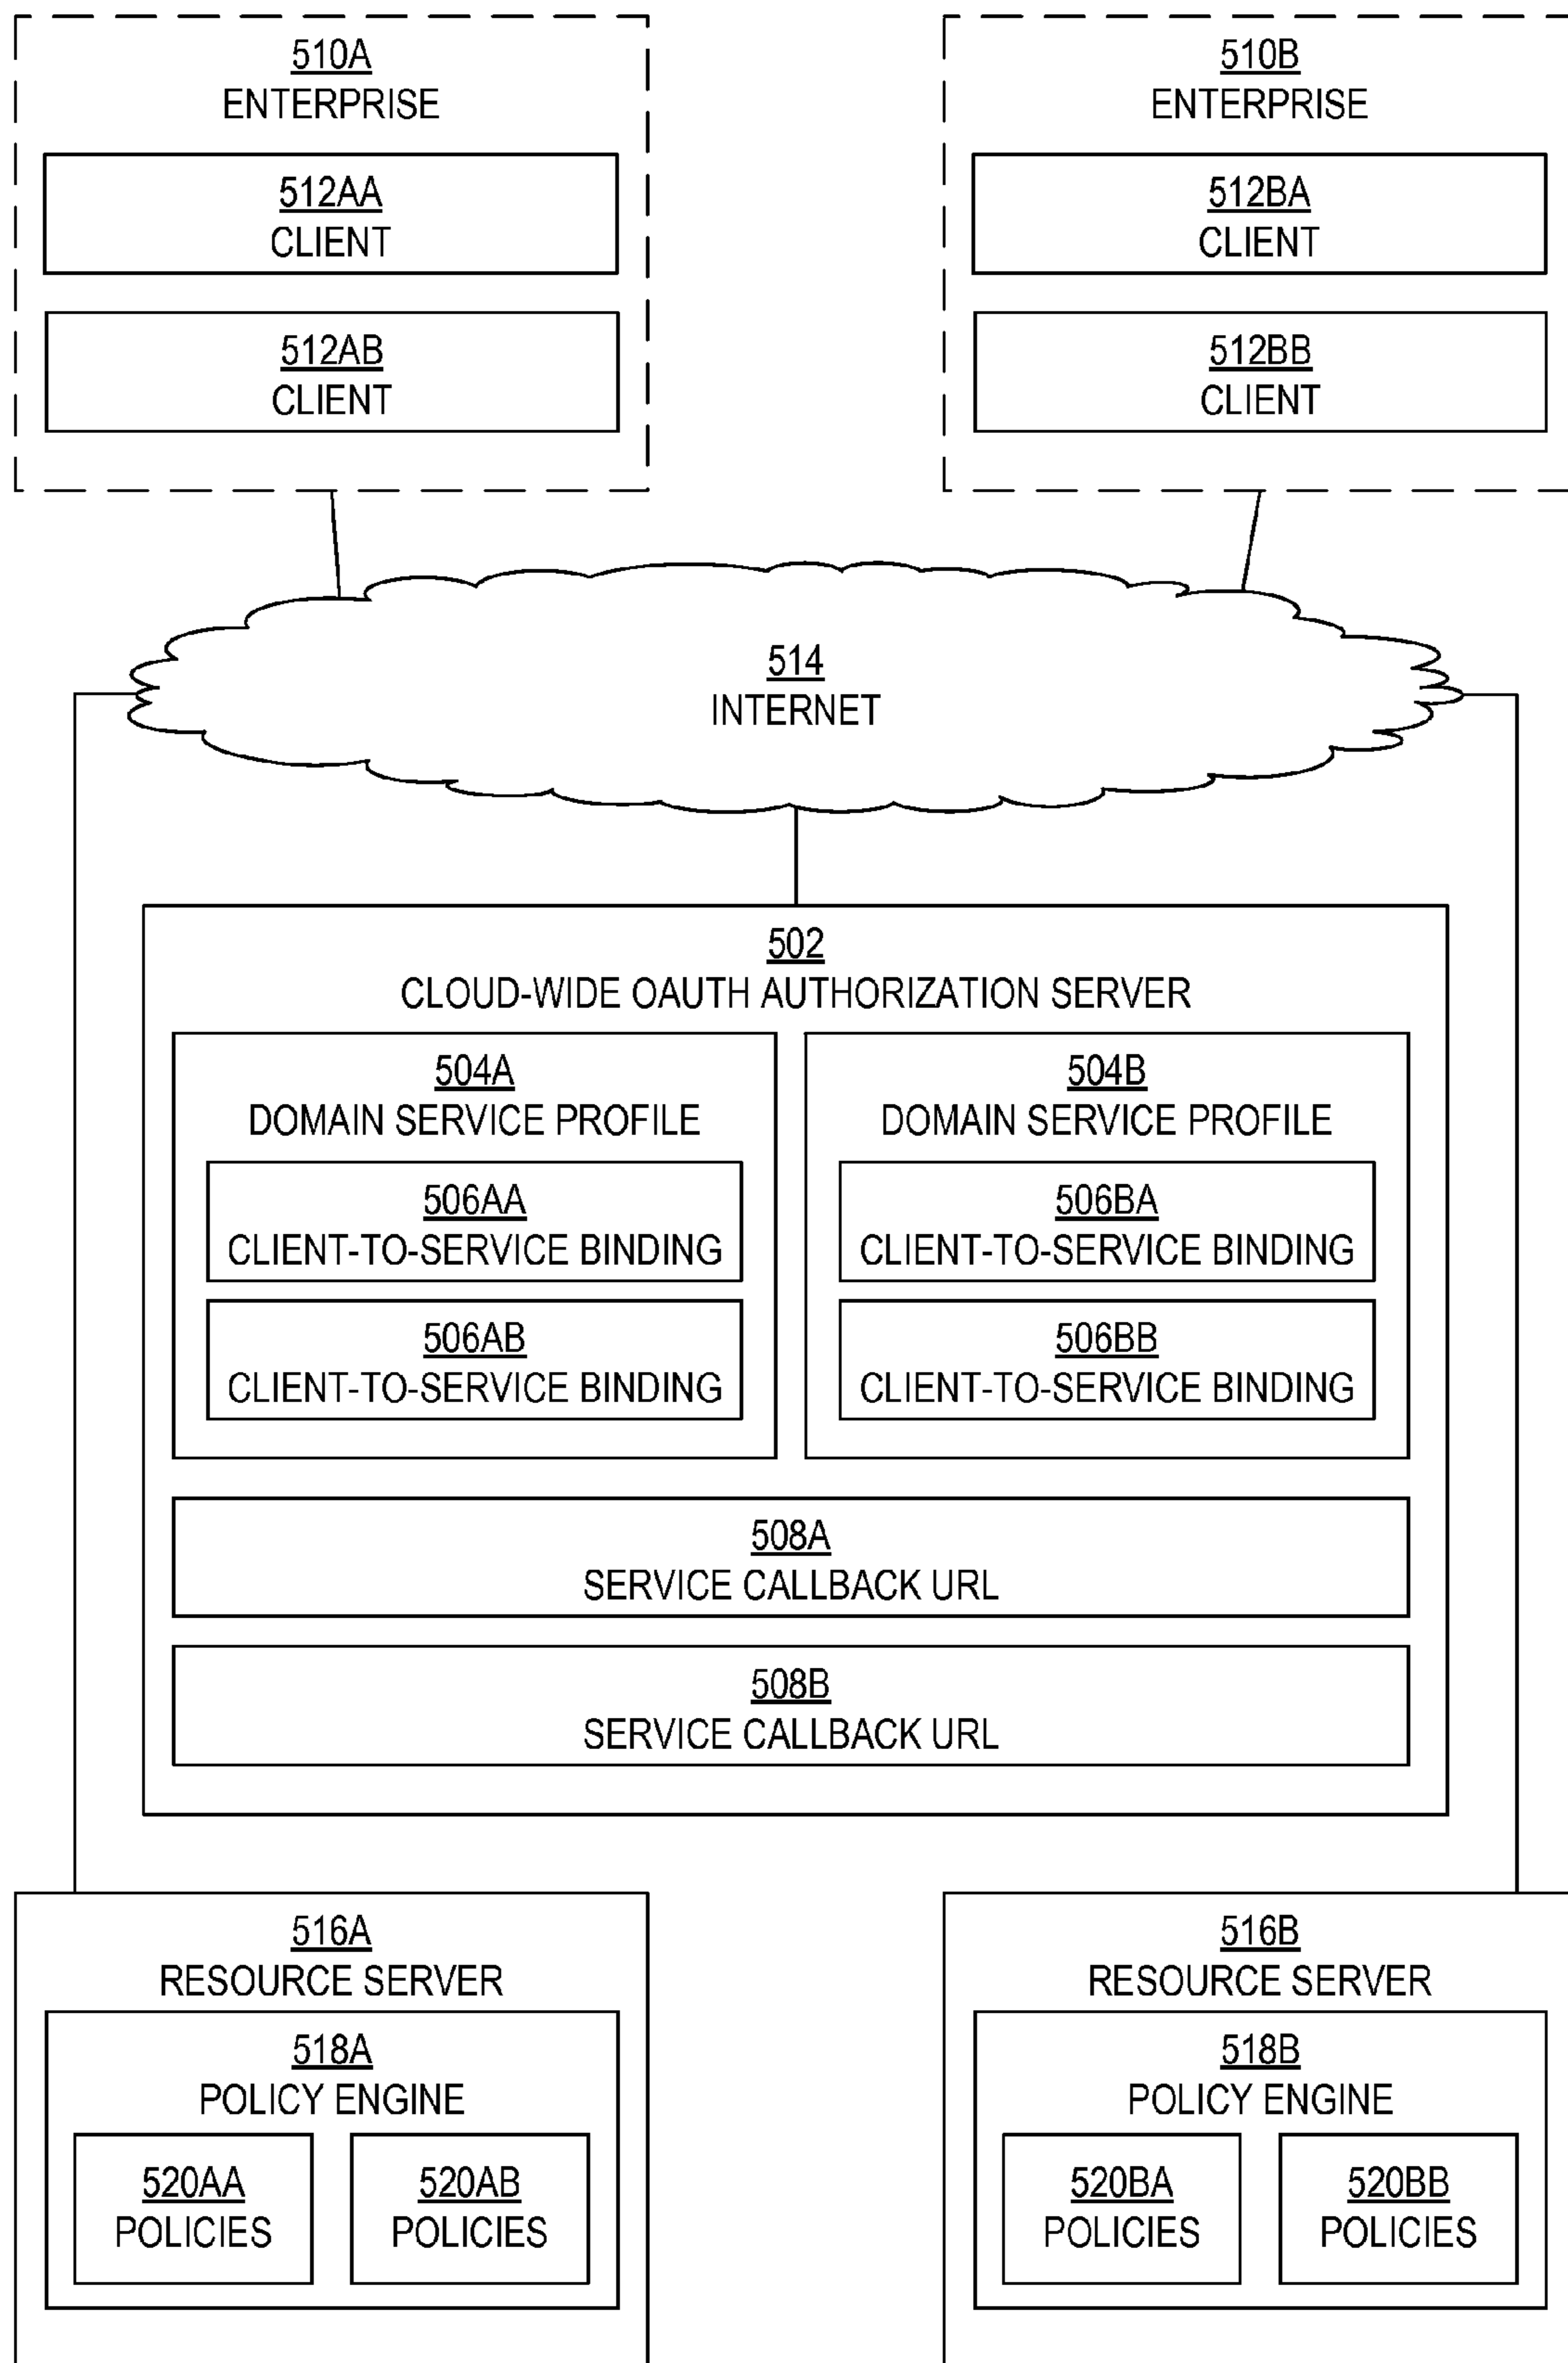 510A
ENTERPRISE
512AA
CLIENT
512AB
CLIENT
510B
ENTERPRISE
512BA
CLIENT
512BB
CLIENT
514
INTERNET
502
CLOUD-WIDE OAUTH AUTHORIZATION SERVER
504A
DOMAIN SERVICE PROFILE
506AA
CLIENT-TO-SERVICE BINDING
506AB
CLIENT-TO-SERVICE BINDING
504B
DOMAIN SERVICE PROFILE
506BA
CLIENT-TO-SERVICE BINDING
506BB
CLIENT-TO-SERVICE BINDING
508A
SERVICE CALLBACK URL
508B
SERVICE CALLBACK URL
516A
RESOURCE SERVER
518A
POLICY ENGINE
520AA
POLICIES
520AB
POLICIES
516B
RESOURCE SERVER
518B
POLICY ENGINE
520BA
POLICIES
520BB
POLICIES